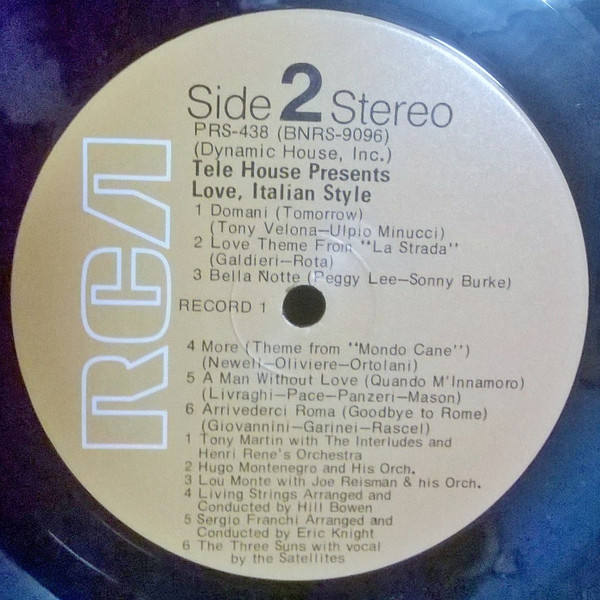 Side 2 Stereo
PRS-438 (BNRS-9096)
(Dynamic House, Inc.)
Tele House Presents
Love, Italian Style
1 Domani (Tomorrow)
(Tony Velona—Ulpio Minucci)
2 Love Theme From "La Strada"
(Galdieri—Rota)
3 Bella Notte (Peggy Lee—Sonny Burke)
RECORD 1
4 More (Theme from "Mondo Cane")
(Newell—Oliviere—Ortolani)
5 A Man Without Love (Quando M'Innamoro)
(Livraghi—Pace—Panzeri—Mason)
6 Arrivederci Roma (Goodbye to Rome)
(Giovannini—Garinei—Rascel)
1 Tony Martin with The Interludes and
Henri Rene's Orchestra
2 Hugo Montenegro and His Orch.
3 Lou Monte with Joe Reisman & his Orch.
4 Living Strings Arranged and
Conducted by Hill Bowen
5 Sergio Franchi Arranged and
Conducted by Eric Knight
6 The Three Suns with vocal
by the Satellites
RCA